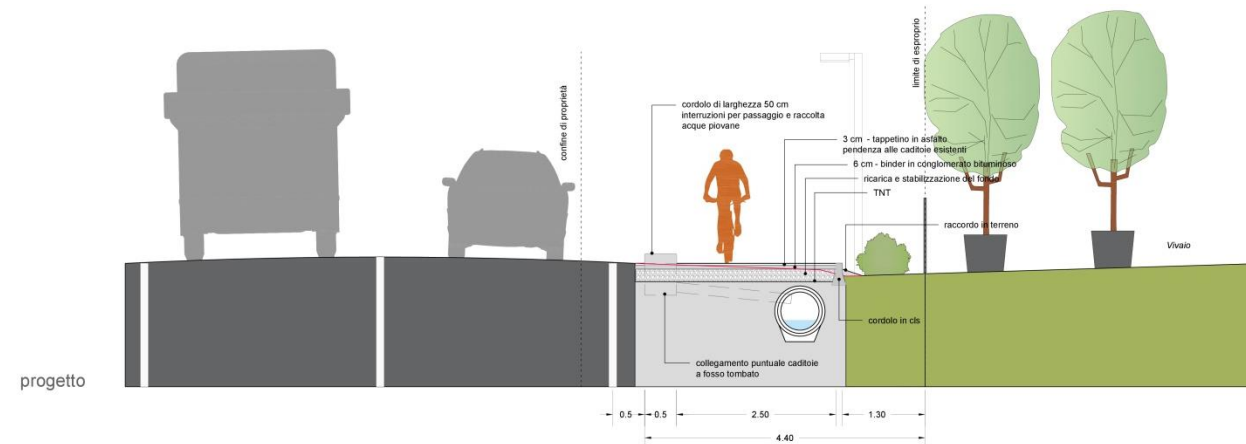 confine di proprietà
limite di esproprio
cordolo di larghezza 50 cm
interruzioni per passaggio e raccolta
acque piovane
3 cm - tappetino in asfalto
pendenza alle caditoie esistenti
6 cm - binder in conglomerato bituminoso
ricarica e stabilizzazione del fondo
TNT
raccordo in terreno
Vivaio
cordolo in cls
collegamento puntuale caditoie
a fosso tombato
progetto
0.5 0.5 2.50 1.30
4.40